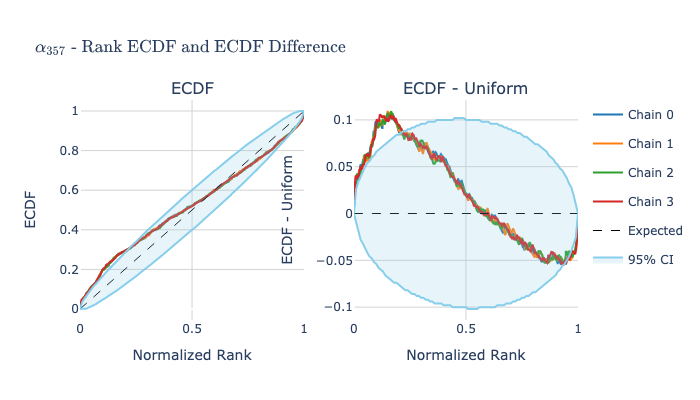 α357 - Rank ECDF and ECDF Difference
ECDF
ECDF - Uniform
1
0.8
0.6
0.4
0.2
0
ECDF
0
0.5
1
Normalized Rank
0.1
0.05
0
−0.05
−0.1
ECDF - Uniform
0
0.5
1
Normalized Rank
Chain 0
Chain 1
Chain 2
Chain 3
Expected
95% CI